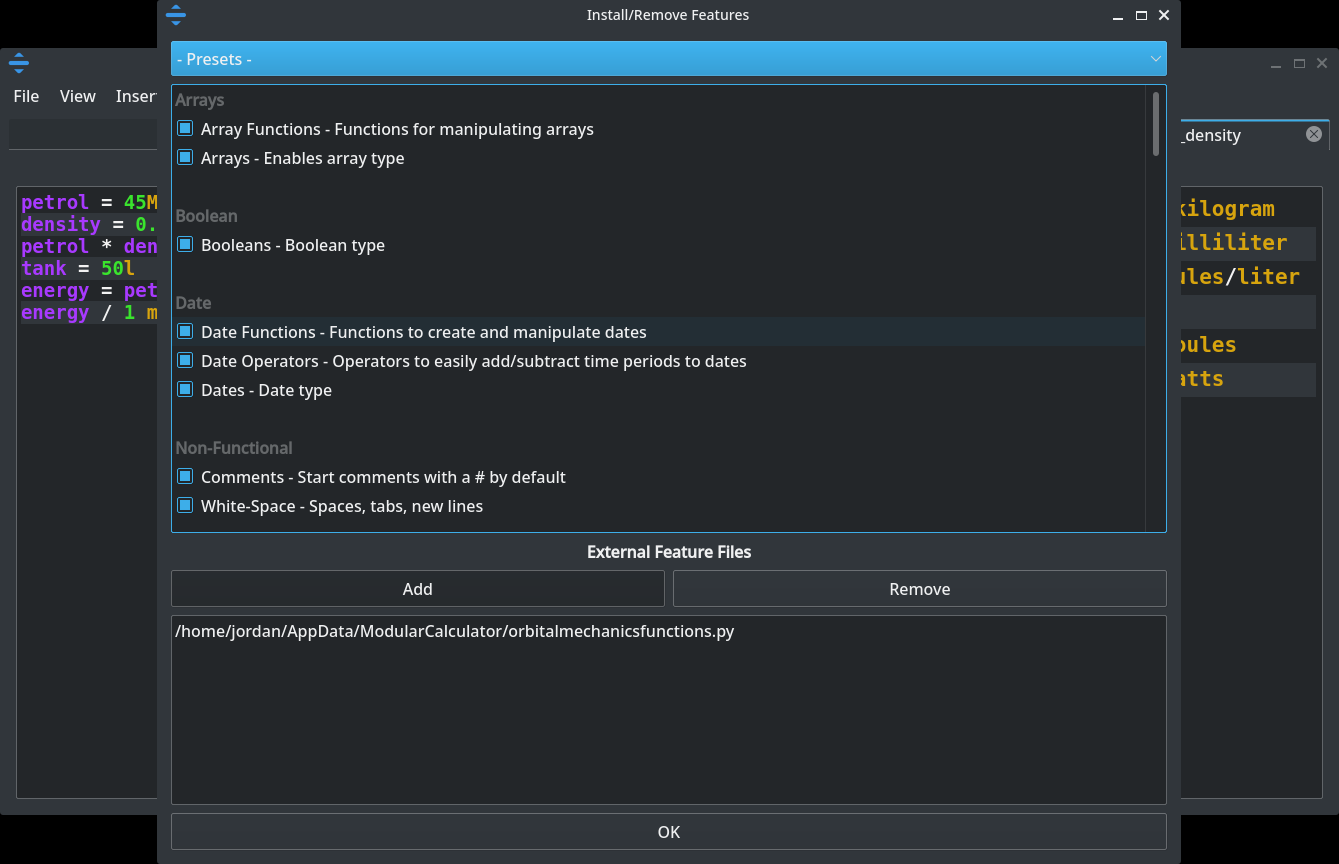 Install/Remove Features
- Presets -
File View Inser
_density
Arrays
Array Functions - Functions for manipulating arrays
Arrays - Enables array type
Boolean
Booleans - Boolean type
Date
Date Functions - Functions to create and manipulate dates
Date Operators - Operators to easily add/subtract time periods to dates
Dates - Date type
Non-Functional
Comments - Start comments with a # by default
White-Space - Spaces, tabs, new lines
External Feature Files
Add
Remove
/home/jordan/AppData/ModularCalculator/orbitalmechanicsfunctions.py
OK
petrol = 45M
density = 0.
petrol * den
tank = 50l
energy = pet
energy / 1 m
kilogram
illiliter
ules/liter
oules
atts